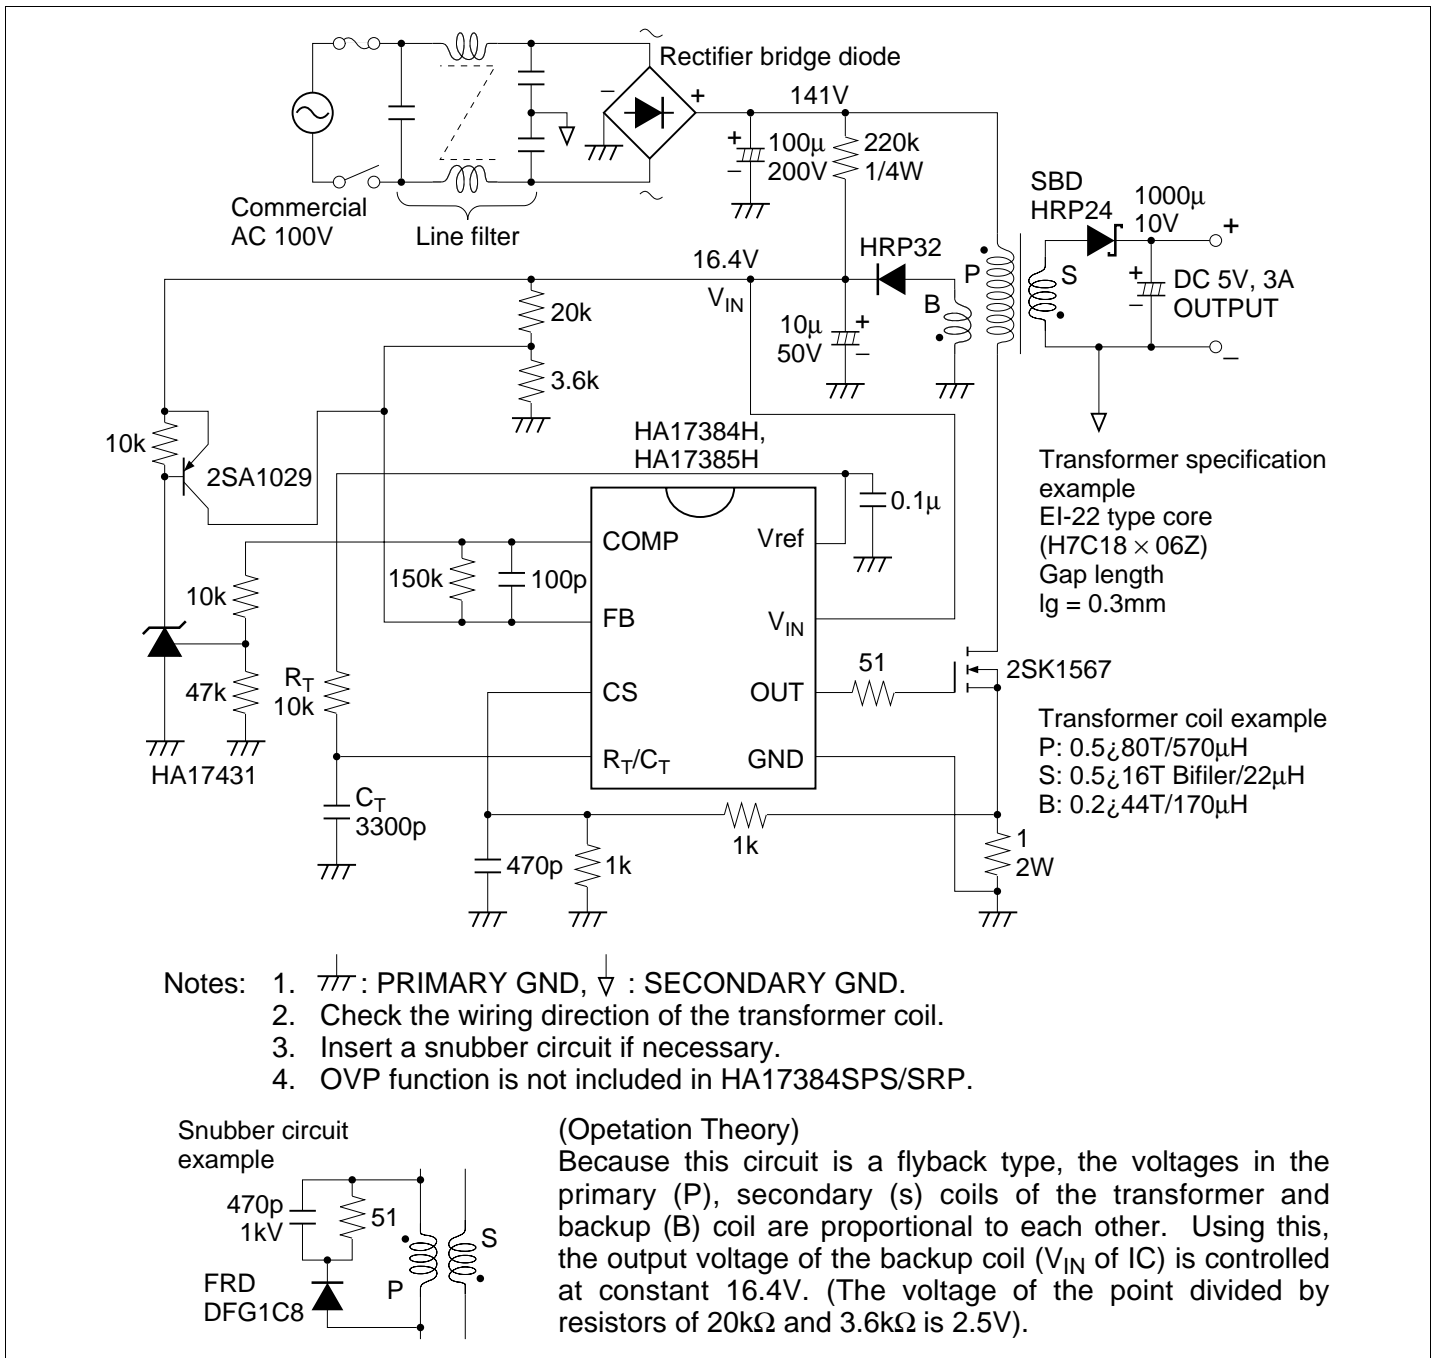 Rectifier bridge diode
−
+
141V
+
100μ
200V
−
220k
1/4W
Commercial
AC 100V
Line filter
SBD
HRP24
1000μ
10V
+
16.4V
HRP32
P
S
+
−
DC 5V, 3A
OUTPUT
VIN
B
20k
10μ
50V
+
−
−
3.6k
10k
2SA1029
HA17384H,
HA17385H
0.1μ
Transformer specification
example
EI-22 type core
(H7C18 × 06Z)
Gap length
lg = 0.3mm
COMP
Vref
150k
100p
10k
FB
VIN
51
2SK1567
47k
RT
10k
CS
OUT
Transformer coil example
P: 0.5¿80T/570μH
S: 0.5¿16T Bifiler/22μH
B: 0.2¿44T/170μH
HA17431
RT/CT
GND
CT
3300p
1k
470p
1k
1
2W
Notes: 1. : PRIMARY GND, : SECONDARY GND.
2. Check the wiring direction of the transformer coil.
3. Insert a snubber circuit if necessary.
4. OVP function is not included in HA17384SPS/SRP.
Snubber circuit
example
470p
1kV
51
S
P
FRD
DFG1C8
(Opetation Theory)
Because this circuit is a flyback type, the voltages in the
primary (P), secondary (s) coils of the transformer and
backup (B) coil are proportional to each other. Using this,
the output voltage of the backup coil (VIN of IC) is controlled
at constant 16.4V. (The voltage of the point divided by
resistors of 20kΩ and 3.6kΩ is 2.5V).